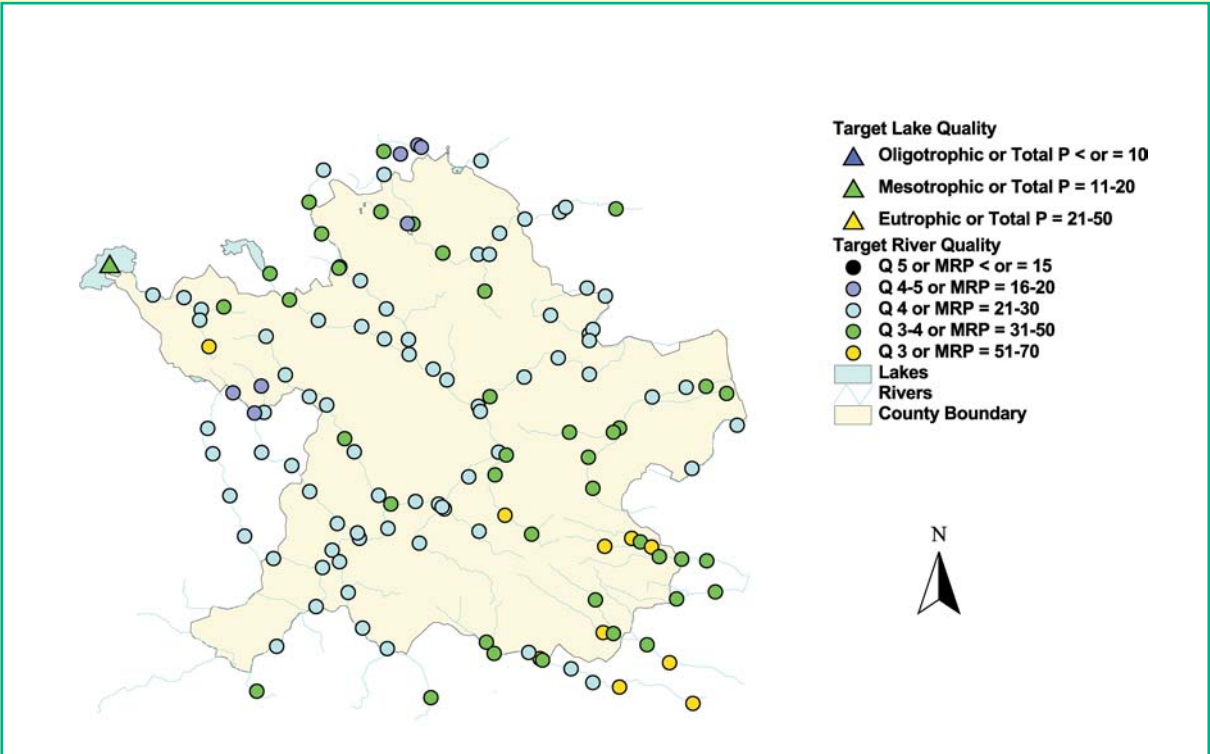 Target Lake Quality
Oligotrophic or Total P < or = 10
Mesotrophic or Total P = 11-20
Eutrophic or Total P = 21-50
Target River Quality
Q 5 or MRP < or = 15
Q 4-5 or MRP = 16-20
Q 4 or MRP = 21-30
Q 3-4 or MRP = 31-50
Q 3 or MRP = 51-70
Lakes
Rivers
County Boundary
N